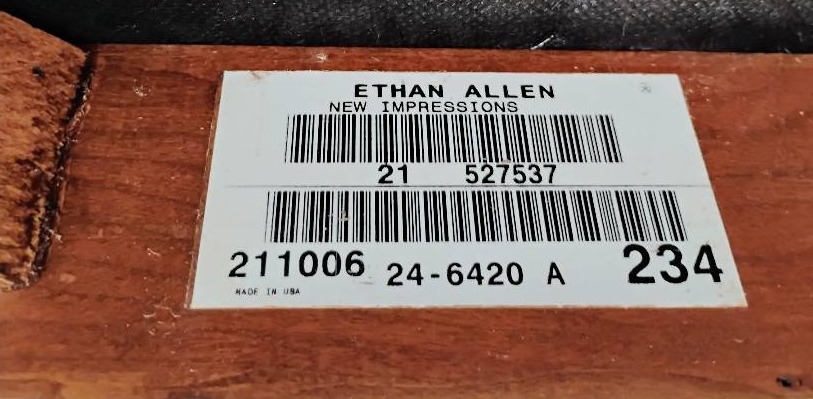 ETHAN ALLEN
NEW IMPRESSIONS
21 527537
211006 24-6420 A 234
MADE IN USA